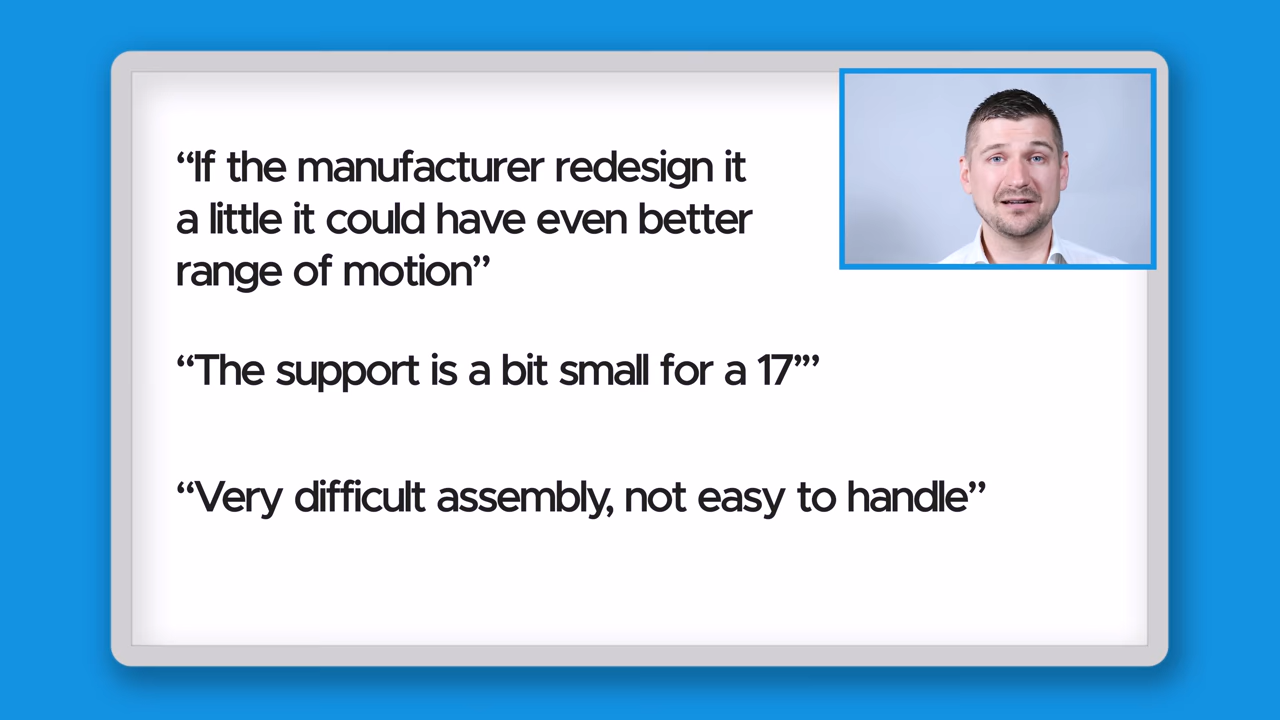 “If the manufacturer redesign it
a little it could have even better
range of motion”
“The support is a bit small for a 17”’
“Very difficult assembly, not easy to handle”